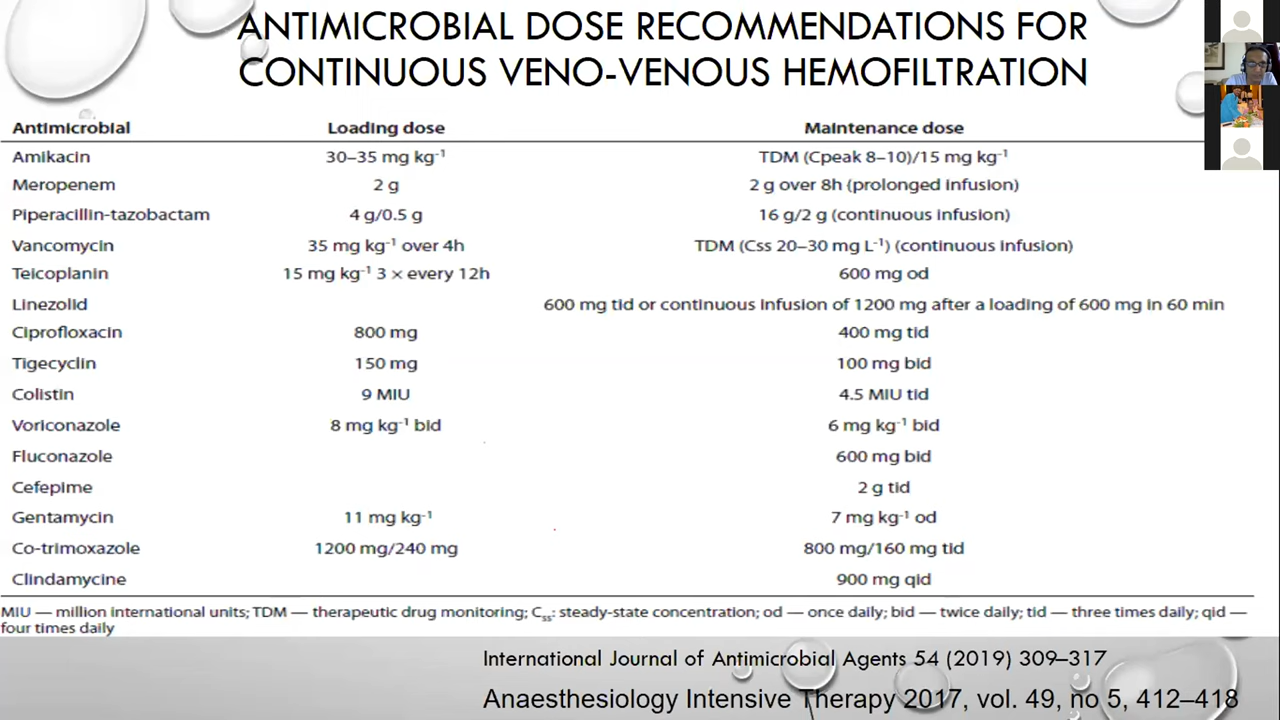 ANTIMICROBIAL DOSE RECOMMENDATIONS FOR
CONTINUOUS VENO-VENOUS HEMOFILTRATION
Antimicrobial Loading dose Maintenance dose
Amikacin 30–35 mg kg⁻¹ TDM (Cpeak 8–10)/15 mg kg⁻¹
Meropenem 2 g 2 g over 8h (prolonged infusion)
Piperacillin-tazobactam 4 g/0.5 g 16 g/2 g (continuous infusion)
Vancomycin 35 mg kg⁻¹ over 4h TDM (Css 20–30 mg L⁻¹) (continuous infusion)
Teicoplanin 15 mg kg⁻¹ 3 × every 12h 600 mg od
Linezolid 600 mg tid or continuous infusion of 1200 mg after a loading of 600 mg in 60 min
Ciprofloxacin 800 mg 400 mg tid
Tigecyclin 150 mg 100 mg bid
Colistin 9 MIU 4.5 MIU tid
Voriconazole 8 mg kg⁻¹ bid 6 mg kg⁻¹ bid
Fluconazole 600 mg bid
Cefepime 2 g tid
Gentamycin 11 mg kg⁻¹ 7 mg kg⁻¹ od
Co-trimoxazole 1200 mg/240 mg 800 mg/160 mg tid
Clindamycine 900 mg qid
MIU — million international units; TDM — therapeutic drug monitoring; Css: steady-state concentration; od — once daily; bid — twice daily; tid — three times daily; qid —
four times daily
International Journal of Antimicrobial Agents 54 (2019) 309–317
Anaesthesiology Intensive Therapy 2017, vol. 49, no 5, 412–418